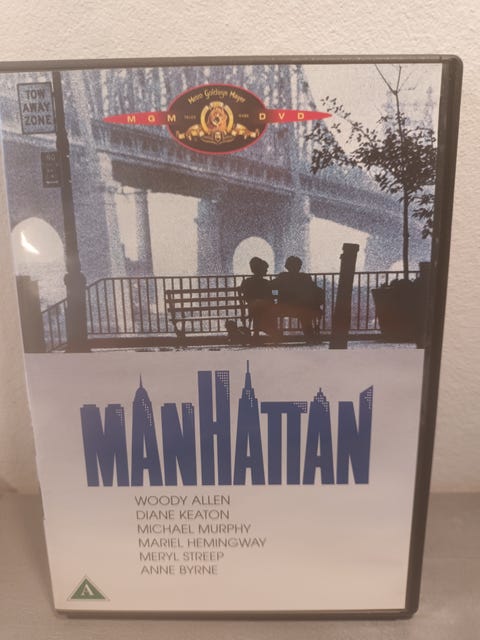 TOW
AWAY
ZONE
NO
Metro Goldwyn Mayer
MGM DVD
MANHATTAN
WOODY ALLEN
DIANE KEATON
MICHAEL MURPHY
MARIEL HEMINGWAY
MERYL STREEP
ANNE BYRNE
A